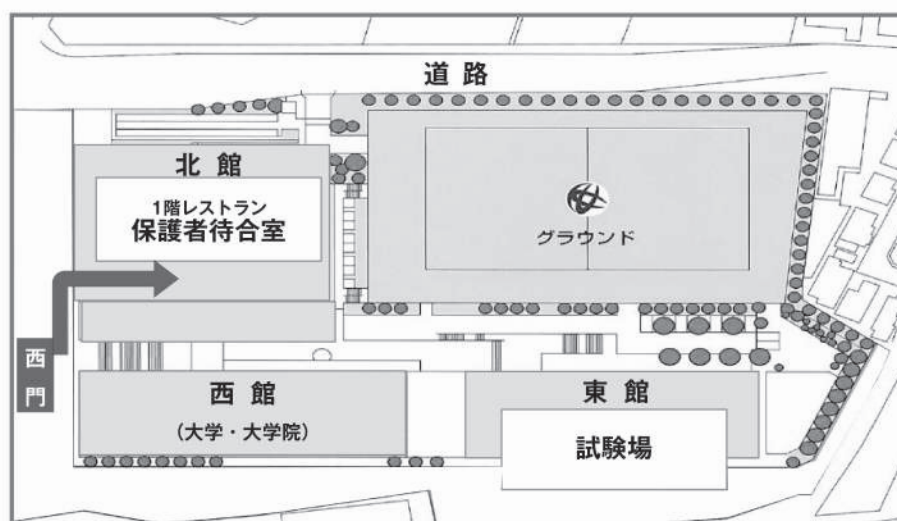 道路
北館
1階レストラン
保護者待合室
グラウンド
西門
西館
(大学・大学院)
東館
試験場